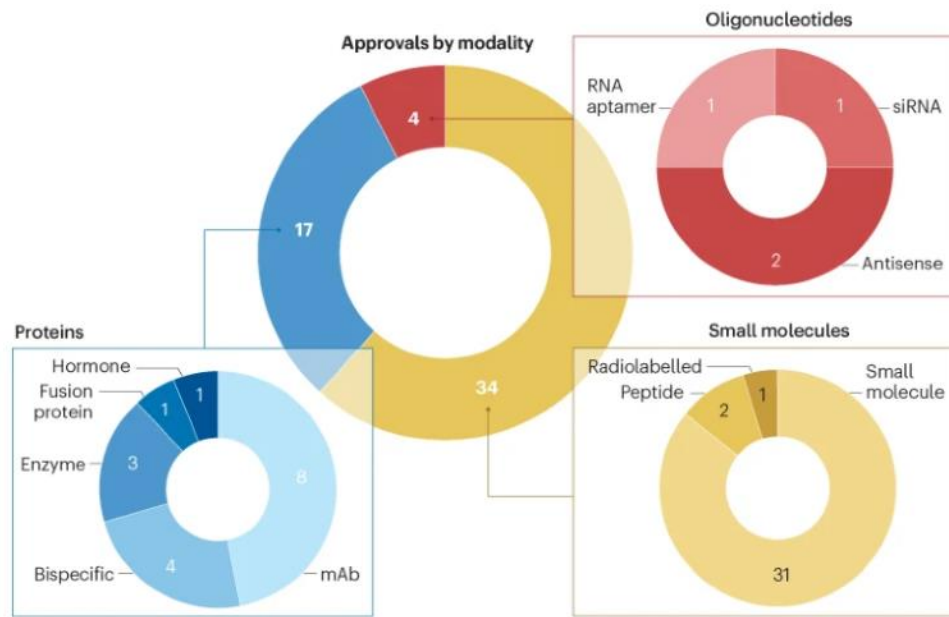 Approvals by modality
4
17
34
Oligonucleotides
RNA
aptamer
1
1
siRNA
2
Antisense
Proteins
Hormone
Fusion
protein
1
1
Enzyme
3
8
Bispecific
4
mAb
Small molecules
Radiolabelled
Peptide
2
1
Small
molecule
31